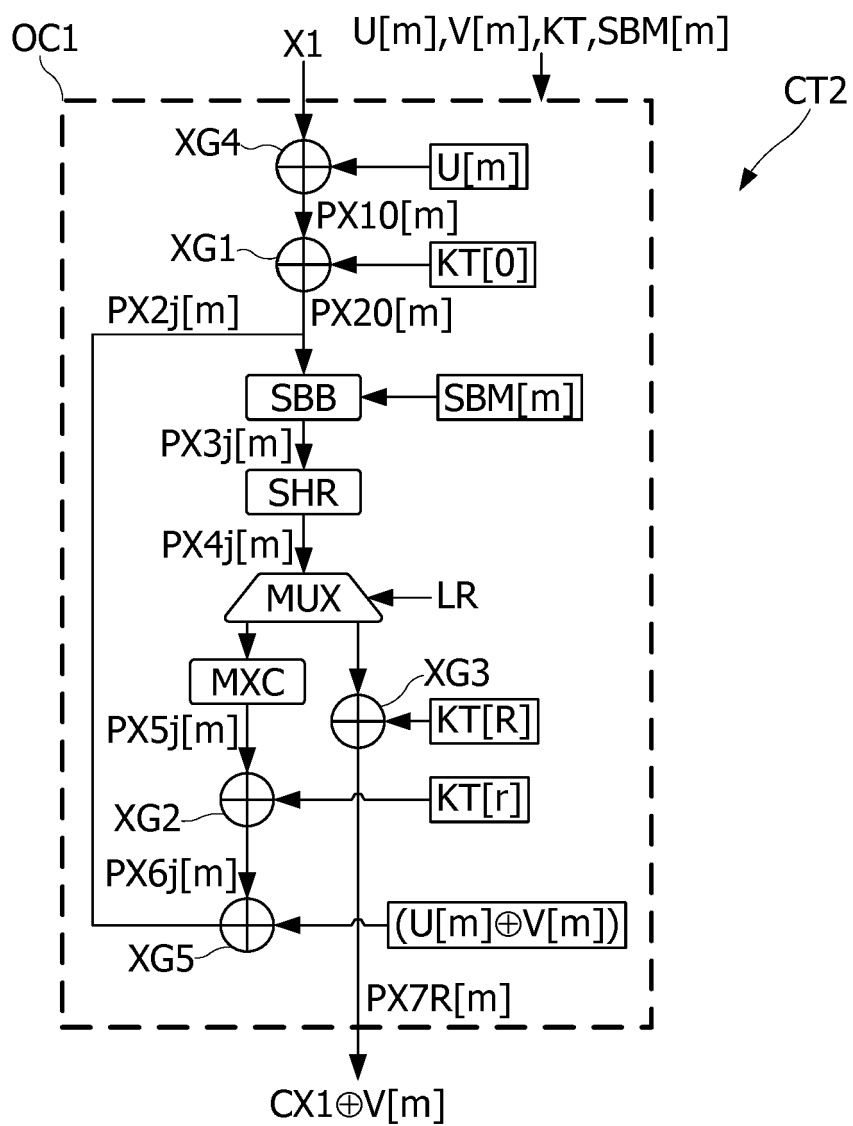 OC1
X1
U[m],V[m],KT,SBM[m]
CT2
XG4
U[m]
PX10[m]
XG1
KT[0]
PX2j[m]
PX20[m]
SBB
SBM[m]
PX3j[m]
SHR
PX4j[m]
MUX
LR
MXC
XG3
KT[R]
PX5j[m]
XG2
KT[r]
PX6j[m]
(U[m]⊕V[m])
XG5
PX7R[m]
CX1⊕V[m]